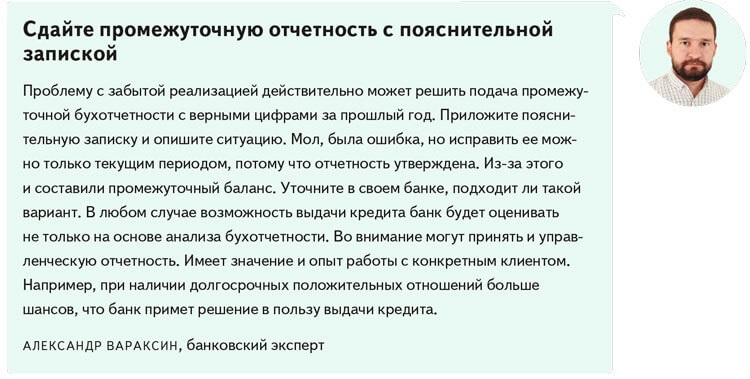 Сдайте промежуточную отчетность с пояснительной
запиской
Проблему с забытой реализацией действительно может решить подача промежу-
точной бухотчетности с верными цифрами за прошлый год. Приложите поясни-
тельную записку и опишите ситуацию. Мол, была ошибка, но исправить ее мож-
но только текущим периодом, потому что отчетность утверждена. Из-за этого
и составили промежуточный баланс. Уточните в своем банке, подходит ли такой
вариант. В любом случае возможность выдачи кредита банк будет оценивать
не только на основе анализа бухотчетности. Во внимание могут принять и управ-
ленческую отчетность. Имеет значение и опыт работы с конкретным клиентом.
Например, при наличии долгосрочных положительных отношений больше
шансов, что банк примет решение в пользу выдачи кредита.
АЛЕКСАНДР ВАРАКСИН, банковский эксперт